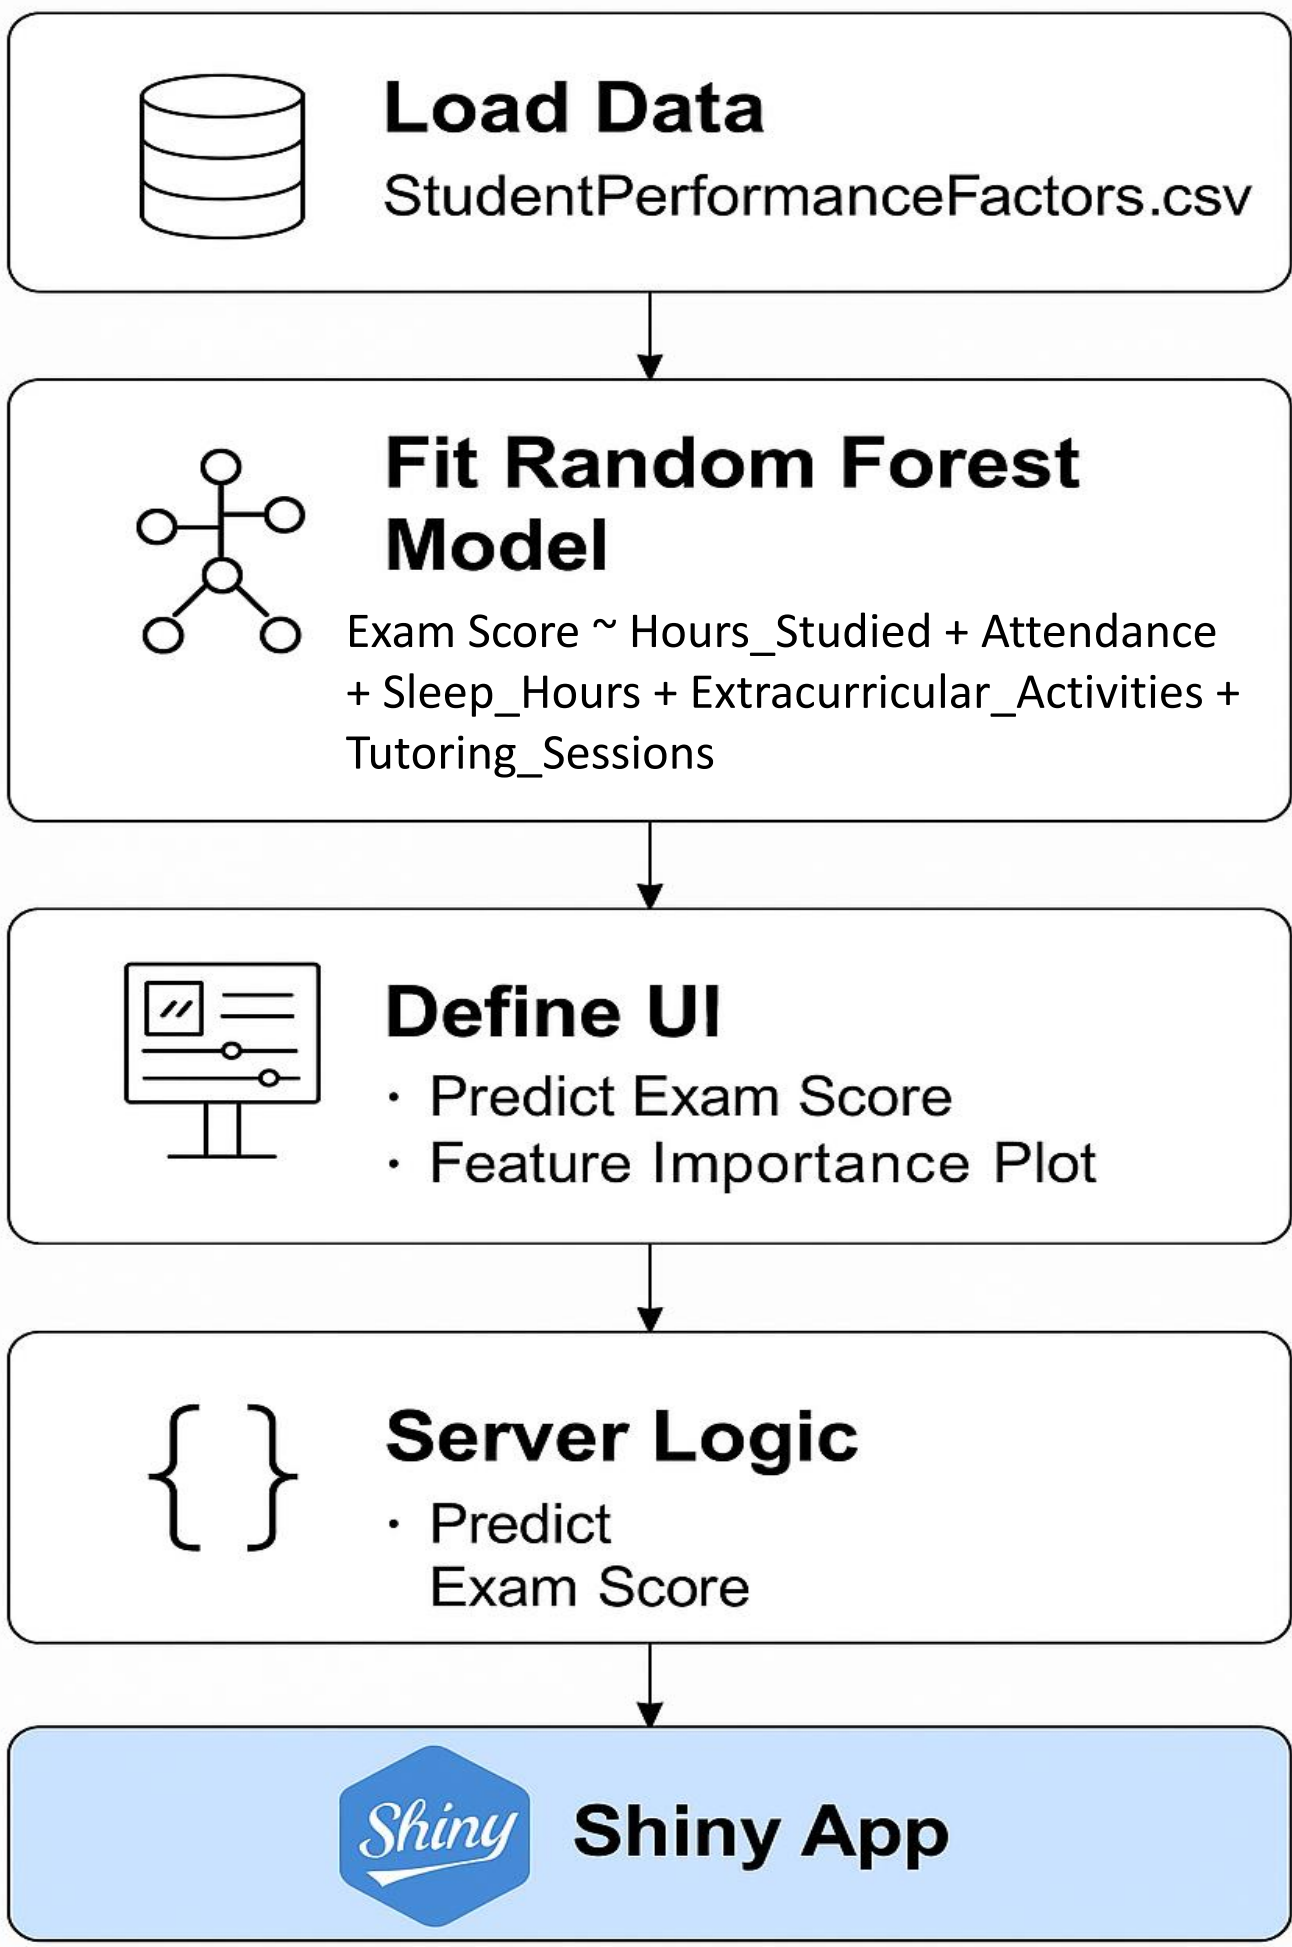 Load Data
StudentPerformanceFactors.csv
Fit Random Forest
Model
Exam Score ~ Hours_Studied + Attendance
+ Sleep_Hours + Extracurricular_Activities +
Tutoring_Sessions
Define UI
· Predict Exam Score
· Feature Importance Plot
{ }
Server Logic
· Predict
Exam Score
Shiny
Shiny App